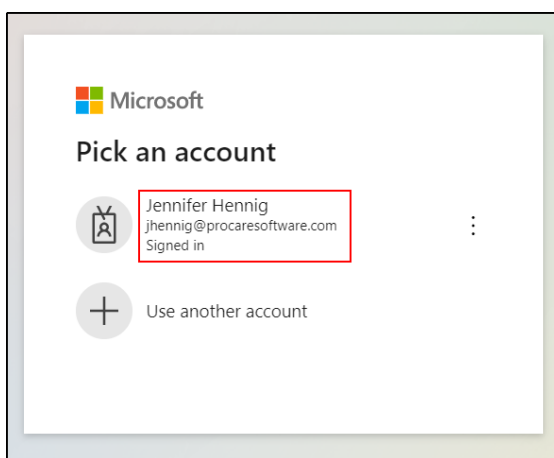 Microsoft
Pick an account
Jennifer Hennig
jhennig@procaresoftware.com
Signed in
Use another account